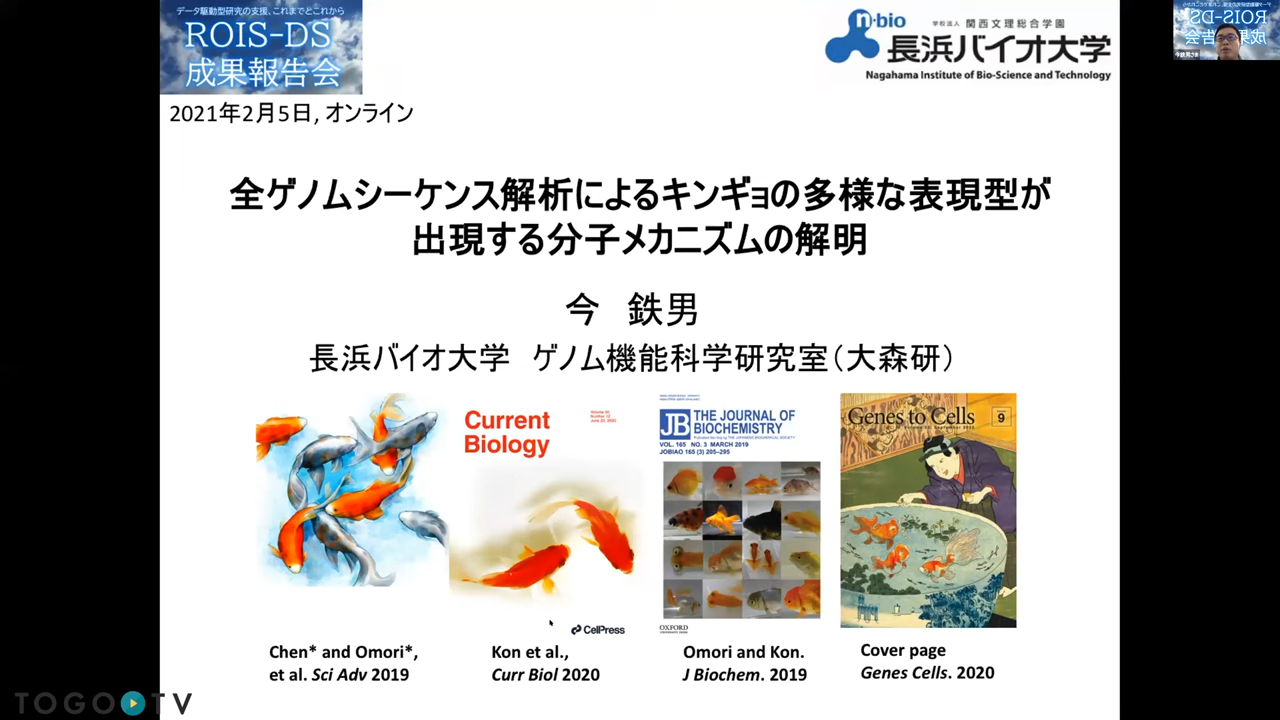 データ駆動型研究の支援、これまでとこれから
ROIS-DS
成果報告会
n·bio
学校法人 関西文理総合学園
長浜バイオ大学
Nagahama Institute of Bio-Science and Technology
2021年2月5日, オンライン
全ゲノムシーケンス解析によるキンギョの多様な表現型が
出現する分子メカニズムの解明
今 鉄男
長浜バイオ大学 ゲノム機能科学研究室（大森研）
Current
Biology
Volume 30
Number 12
June 22, 2020
CellPress
JB THE JOURNAL OF
BIOCHEMISTRY
VOL. 165 NO. 3 MARCH 2019
JOBIAO 165 (3) 205–295)
OXFORD
Genes to Cells
9
Chen* and Omori*,
et al. Sci Adv 2019
Kon et al.,
Curr Biol 2020
Omori and Kon.
J Biochem. 2019
Cover page
Genes Cells. 2020
TOGO TV